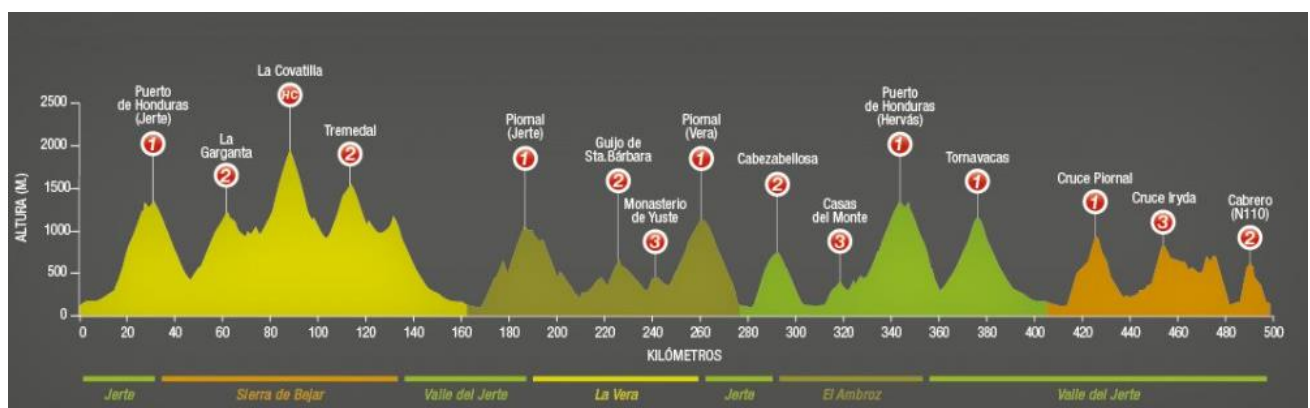 La Covatilla
HC
Puerto
de Honduras
(Jerte)
1
La
Garganta
2
Tremedal
2
Piornal
(Jerte)
1
Guijo de
Sta.Bárbara
2
Monasterio
de Yuste
3
Piornal
(Vera)
1
Cabezabellosa
2
Casas
del Monte
3
Puerto
de Honduras
(Hervás)
1
Tornavacas
1
Cruce Piornal
1
Cruce Iryda
3
Cabrero
(N110)
2
ALTURA (M.)
2500
2000
1500
1000
500
0
0 20 40 60 80 100 120 140 160 180 200 220 240 260 280 300 320 340 360 380 400 420 440 460 480 500
KILÓMETROS
Jerte Sierra de Bejar Valle del Jerte La Vera Jerte El Ambroz Valle del Jerte